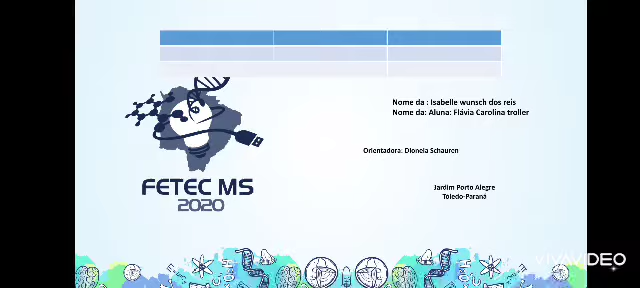 Nome da : Isabelle wunsch dos reis
Nome da: Aluna: Flávia Carolina troller
Orientadora: Dioneia Schauren
Jardim Porto Alegre
Toledo-Paraná
FETEC MS
2020
VIVAVIDEO